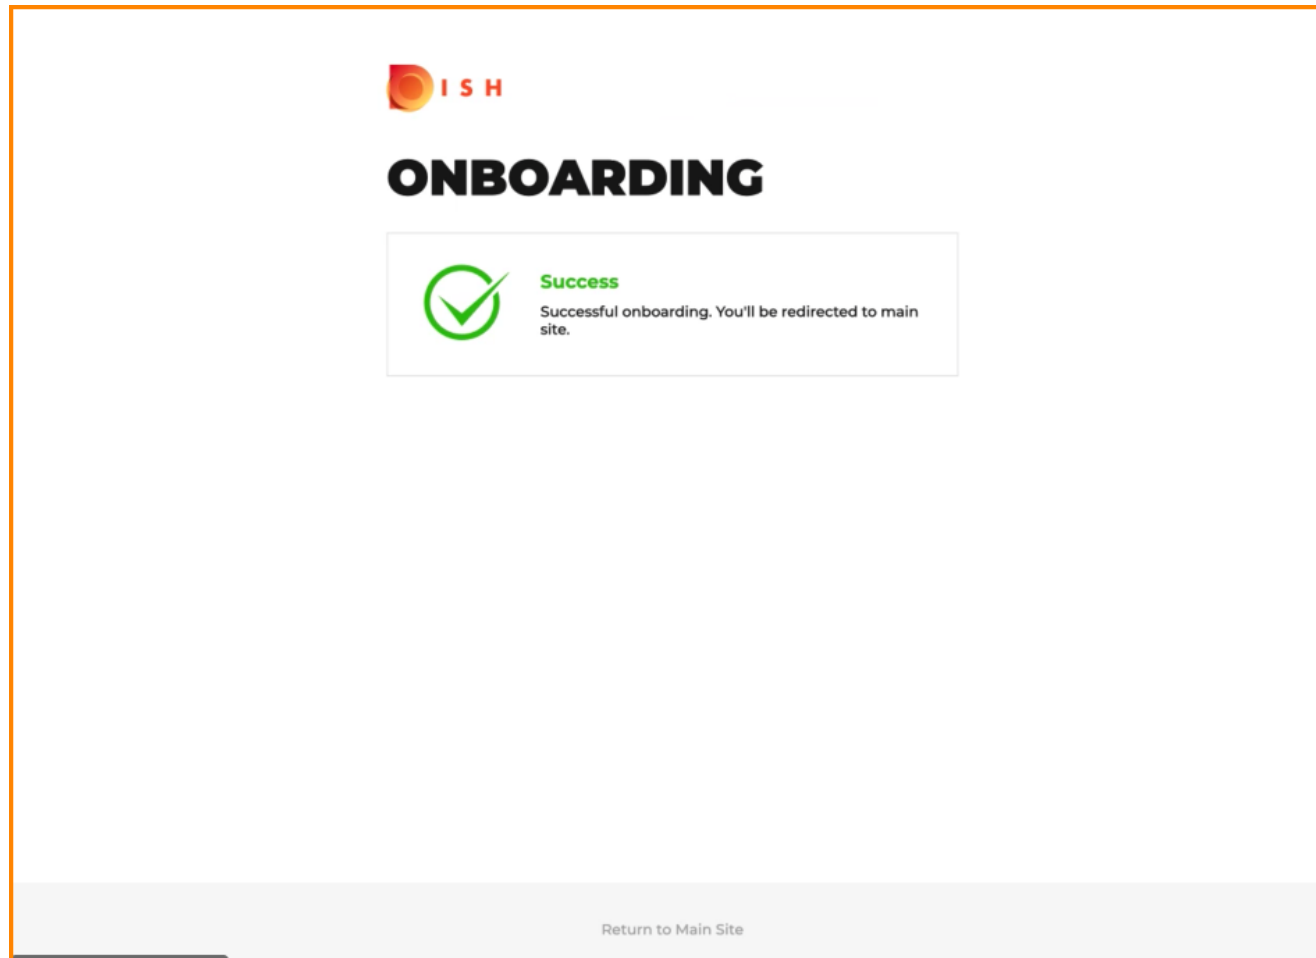 DISH
ONBOARDING
Success
Successful onboarding. You'll be redirected to main
site.
Return to Main Site